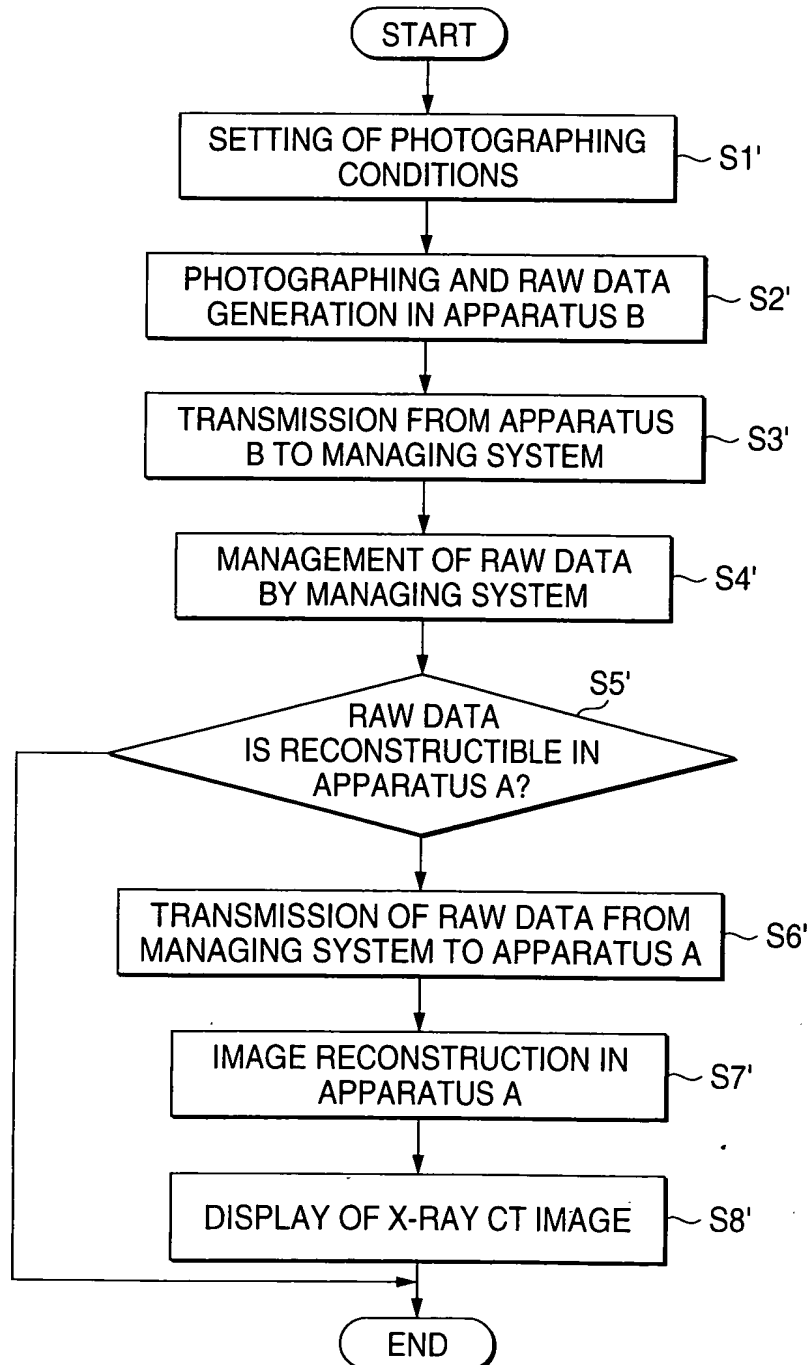 START
SETTING OF PHOTOGRAPHING
CONDITIONS
S1'
PHOTOGRAPHING AND RAW DATA
GENERATION IN APPARATUS B
S2'
TRANSMISSION FROM APPARATUS
B TO MANAGING SYSTEM
S3'
MANAGEMENT OF RAW DATA
BY MANAGING SYSTEM
S4'
S5'
RAW DATA
IS RECONSTRUCTIBLE IN
APPARATUS A?
TRANSMISSION OF RAW DATA FROM
MANAGING SYSTEM TO APPARATUS A
S6'
IMAGE RECONSTRUCTION IN
APPARATUS A
S7'
DISPLAY OF X-RAY CT IMAGE
S8'
END